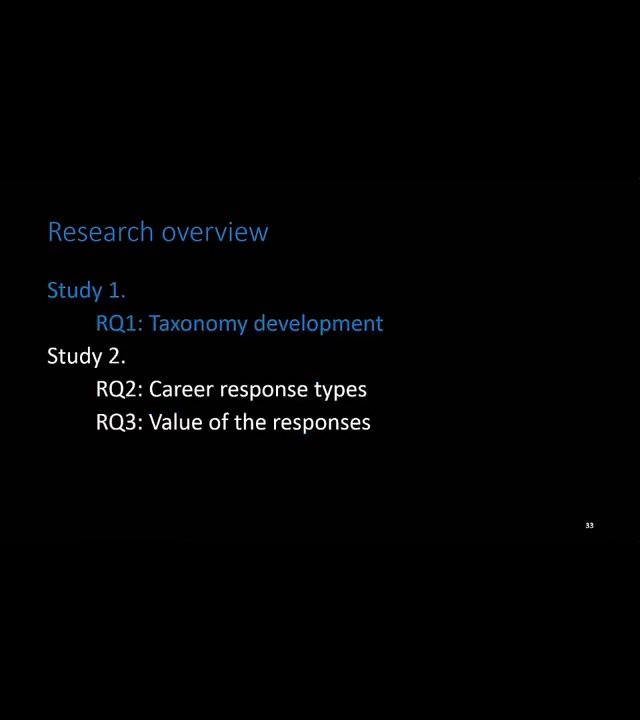 Research overview
Study 1.
RQ1: Taxonomy development
Study 2.
RQ2: Career response types
RQ3: Value of the responses
33